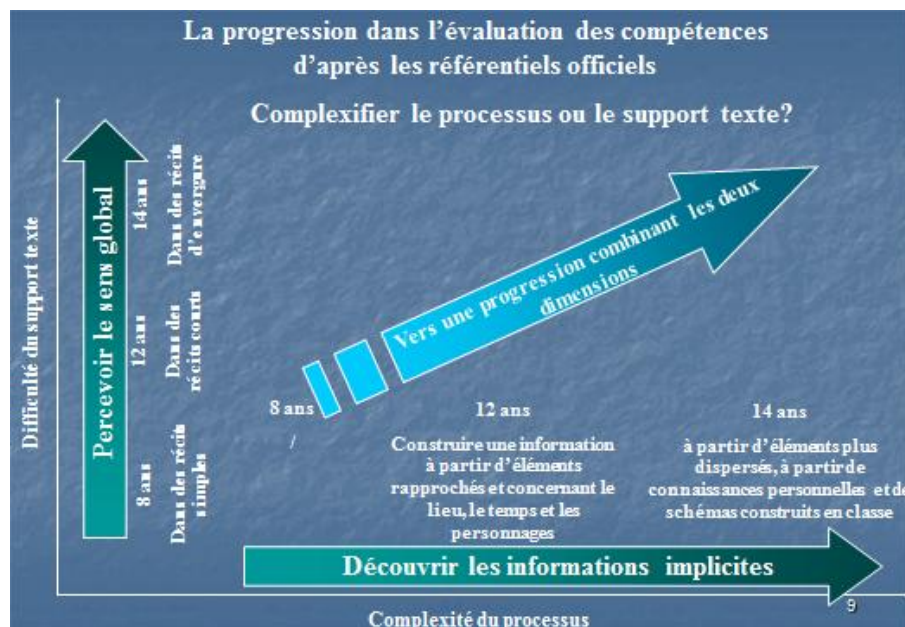 La progression dans l'évaluation des compétences
d'après les référentiels officiels
Complexifier le processus ou le support texte?
Difficulté du support texte
Percevoir le sens global
14 ans
Dans des récits
d'envergure
12 ans
Dans des
récits courts
8 ans
Dans des récits
simples
Vers une progression combinant les deux
dimensions
8 ans
/
12 ans
Construire une information
à partir d'éléments
rapprochés et concernant le
lieu, le temps et les
personnages
14 ans
à partir d'éléments plus
dispersés, à partir de
connaissances personnelles et de
schémas construits en classe
Découvrir les informations implicites
Complexité du processus
9